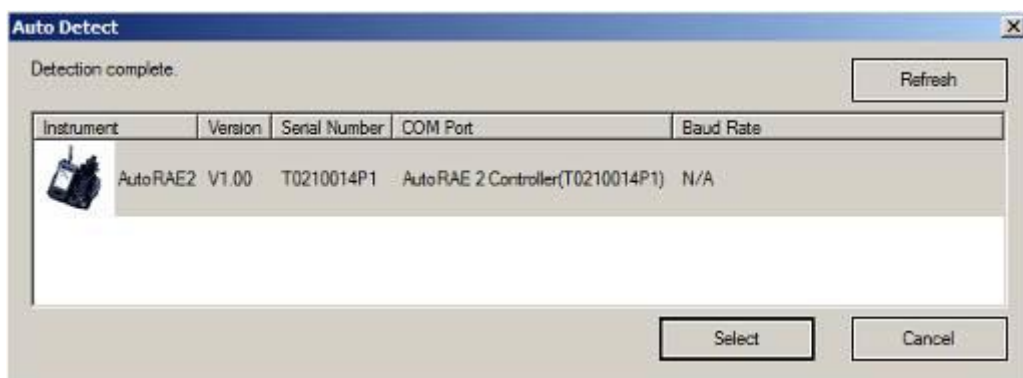 Auto Detect
Detection complete.
Refresh
Instrument Version Serial Number COM Port Baud Rate
AutoRAE2 V1.00 T0210014P1 AutoRAE 2 Controller(T0210014P1) N/A
Select Cancel